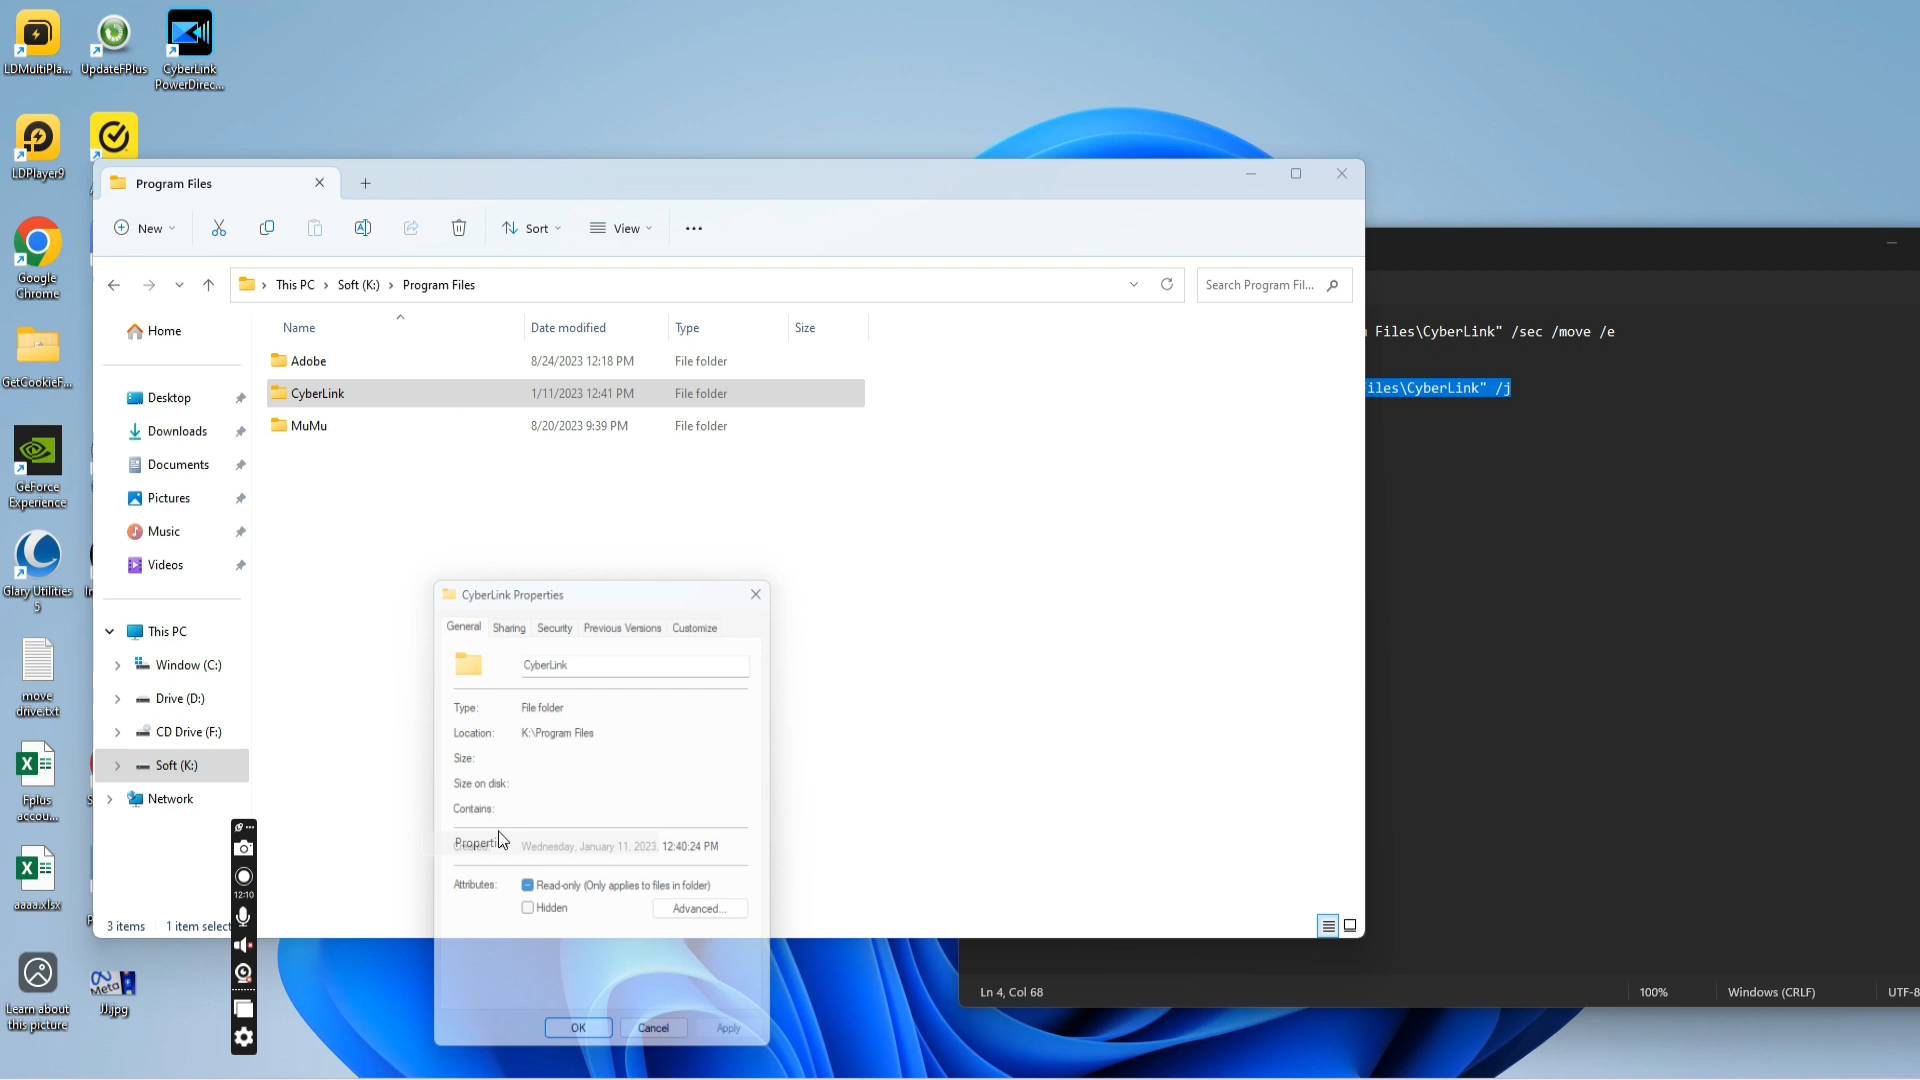 LDMultiPla...
UpdateFPlus
CyberLink
PowerDirec...
LDPlayer9
Google
Chrome
GetCookieF...
GeForce
Experience
Glary Utilities
5
move
drive.txt
Fplus
accou...
aaaa.xlsx
Learn about
this picture
Meta
JJ.jpg
Program Files
New
Sort
View
This PC
Soft (K:)
Program Files
Search Program Fil...
Name
Date modified
Type
Size
Adobe
8/24/2023 12:18 PM
File folder
CyberLink
1/11/2023 12:41 PM
File folder
MuMu
8/20/2023 9:39 PM
File folder
Home
Desktop
Downloads
Documents
Pictures
Music
Videos
This PC
Window (C:)
Drive (D:)
CD Drive (F:)
Soft (K:)
Network
3 items
1 item select
12:10
CyberLink Properties
General
Sharing
Security
Previous Versions
Customize
CyberLink
Type:
File folder
Location:
K:\Program Files
Size:
Size on disk:
Contains:
Created:
Wednesday, January 11, 2023, 12:40:24 PM
Attributes:
Read-only (Only applies to files in folder)
Hidden
Advanced...
OK
Cancel
Apply
Files\CyberLink" /sec /move /e
iles\CyberLink" /j
Ln 4, Col 68
100%
Windows (CRLF)
UTF-8